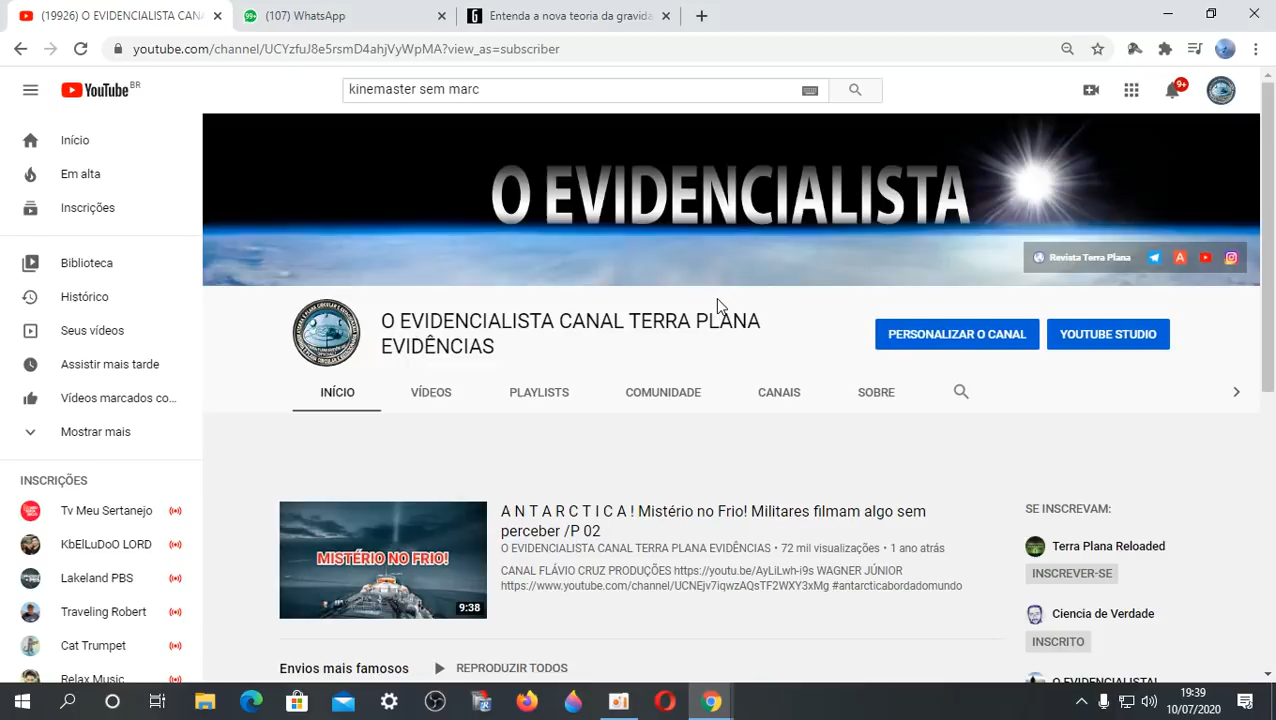 (19926) O EVIDENCIALISTA CANA
(107) WhatsApp
Entenda a nova teoria da gravida
youtube.com/channel/UCYzfuJ8e5rsmD4ahjVyWpMA?view_as=subscriber
YouTube BR
kinemaster sem marc
9+
Início
Em alta
Inscrições
Biblioteca
Histórico
Seus vídeos
Assistir mais tarde
Vídeos marcados co...
Mostrar mais
INSCRIÇÕES
Tv Meu Sertanejo
KbElLuDoO LORD
Lakeland PBS
Traveling Robert
Cat Trumpet
Relax Music
O EVIDENCIALISTA
Revista Terra Plana
O EVIDENCIALISTA CANAL TERRA PLANA
EVIDÊNCIAS
PERSONALIZAR O CANAL
YOUTUBE STUDIO
INÍCIO VÍDEOS PLAYLISTS COMUNIDADE CANAIS SOBRE
MISTÉRIO NO FRIO!
9:38
A N T A R C T I C A ! Mistério no Frio! Militares filmam algo sem
perceber /P 02
O EVIDENCIALISTA CANAL TERRA PLANA EVIDÊNCIAS • 72 mil visualizações • 1 ano atrás
CANAL FLÁVIO CRUZ PRODUÇÕES https://youtu.be/AyLiLwh-i9s WAGNER JÚNIOR
https://www.youtube.com/channel/UCNEjv7iqwzAQsTF2WXY3xMg #antarcticabordadomundo
Envios mais famosos
REPRODUZIR TODOS
SE INSCREVAM:
Terra Plana Reloaded
INSCREVER-SE
Ciencia de Verdade
INSCRITO
O EVIDENCIALISTA!
19:39
10/07/2020